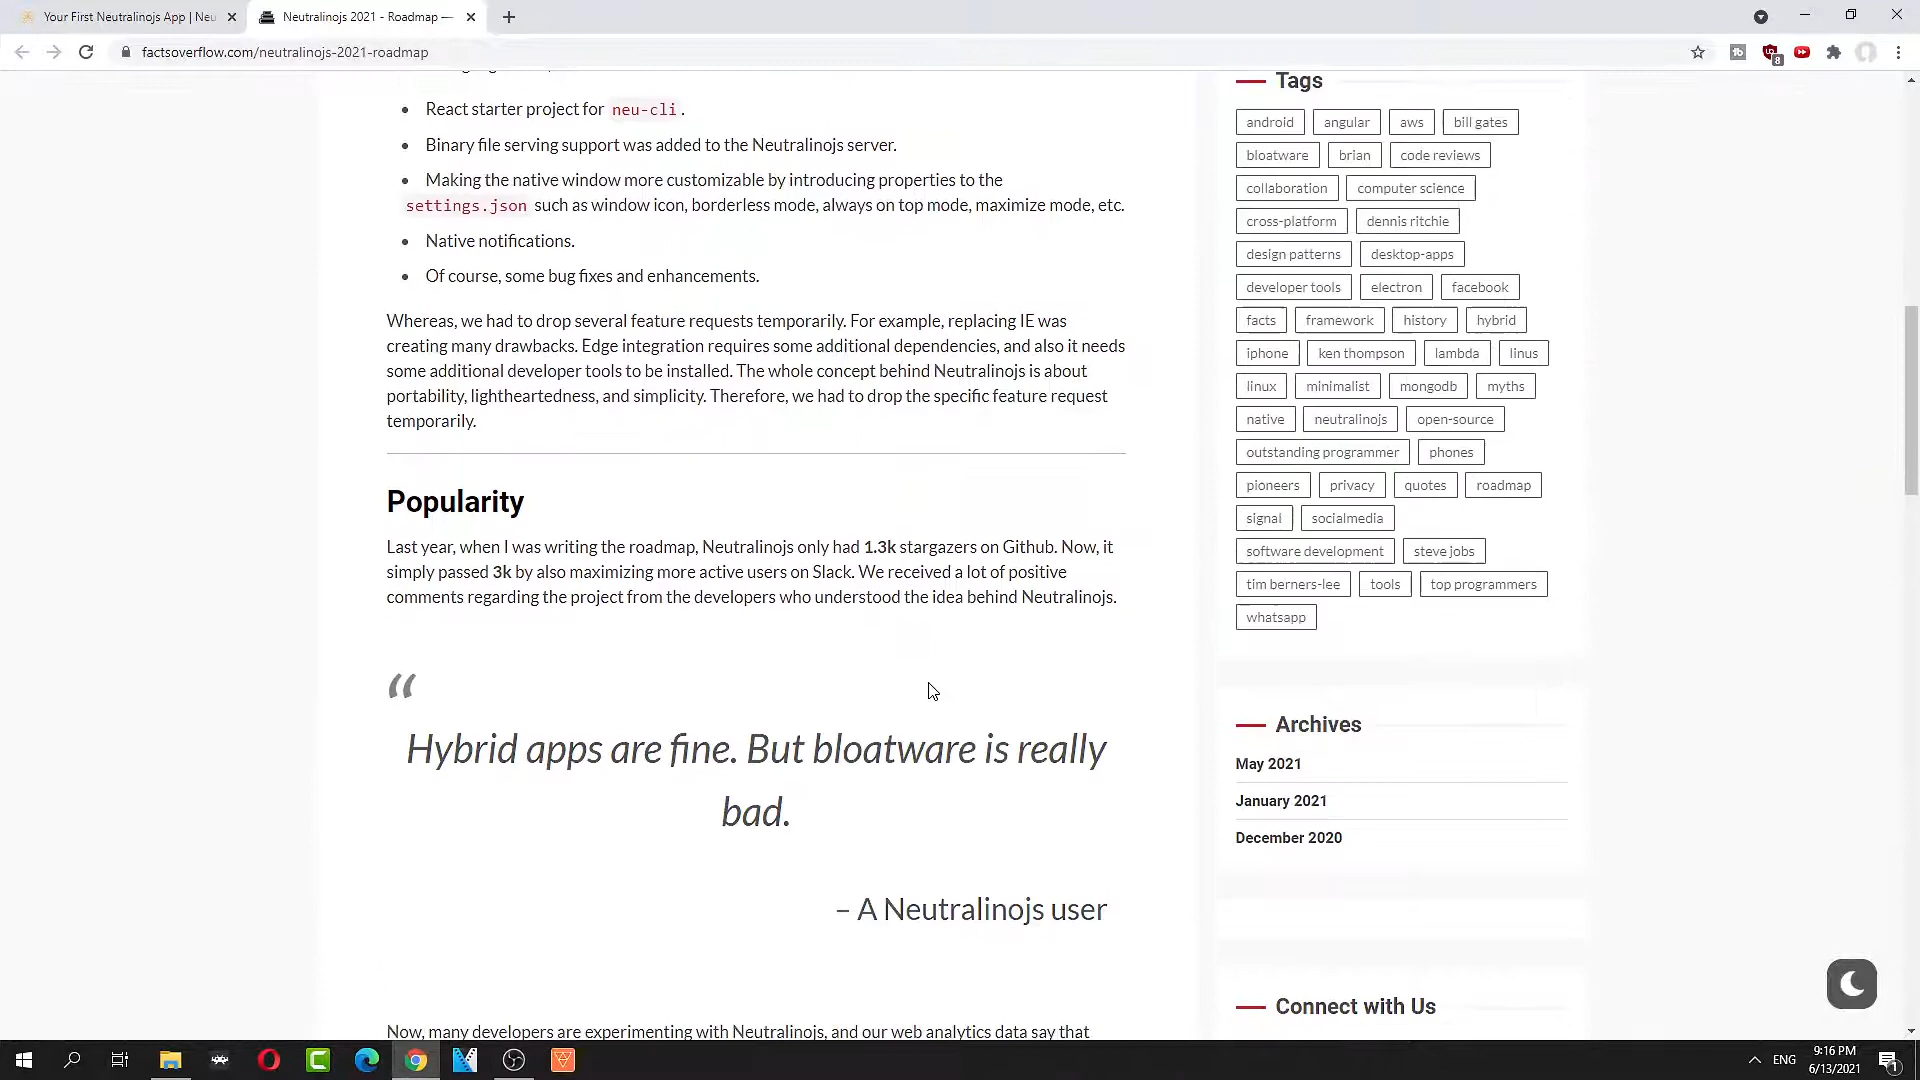 Your First Neutralinojs App | Neu
Neutralinojs 2021 - Roadmap —
factsoverflow.com/neutralinojs-2021-roadmap
8
React starter project for neu-cli.
Binary file serving support was added to the Neutralinojs server.
Making the native window more customizable by introducing properties to the
settings.json such as window icon, borderless mode, always on top mode, maximize mode, etc.
Native notifications.
Of course, some bug fixes and enhancements.
Whereas, we had to drop several feature requests temporarily. For example, replacing IE was
creating many drawbacks. Edge integration requires some additional dependencies, and also it needs
some additional developer tools to be installed. The whole concept behind Neutralinojs is about
portability, lightheartedness, and simplicity. Therefore, we had to drop the specific feature request
temporarily.
Popularity
Last year, when I was writing the roadmap, Neutralinojs only had 1.3k stargazers on Github. Now, it
simply passed 3k by also maximizing more active users on Slack. We received a lot of positive
comments regarding the project from the developers who understood the idea behind Neutralinojs.
“
Hybrid apps are fine. But bloatware is really
bad.
– A Neutralinojs user
Now, many developers are experimenting with Neutralinojs, and our web analytics data say that
Tags
android angular aws bill gates
bloatware brian code reviews
collaboration computer science
cross-platform dennis ritchie
design patterns desktop-apps
developer tools electron facebook
facts framework history hybrid
iphone ken thompson lambda linus
linux minimalist mongodb myths
native neutralinojs open-source
outstanding programmer phones
pioneers privacy quotes roadmap
signal socialmedia
software development steve jobs
tim berners-lee tools top programmers
whatsapp
Archives
May 2021
January 2021
December 2020
Connect with Us
ENG
9:16 PM
6/13/2021
1